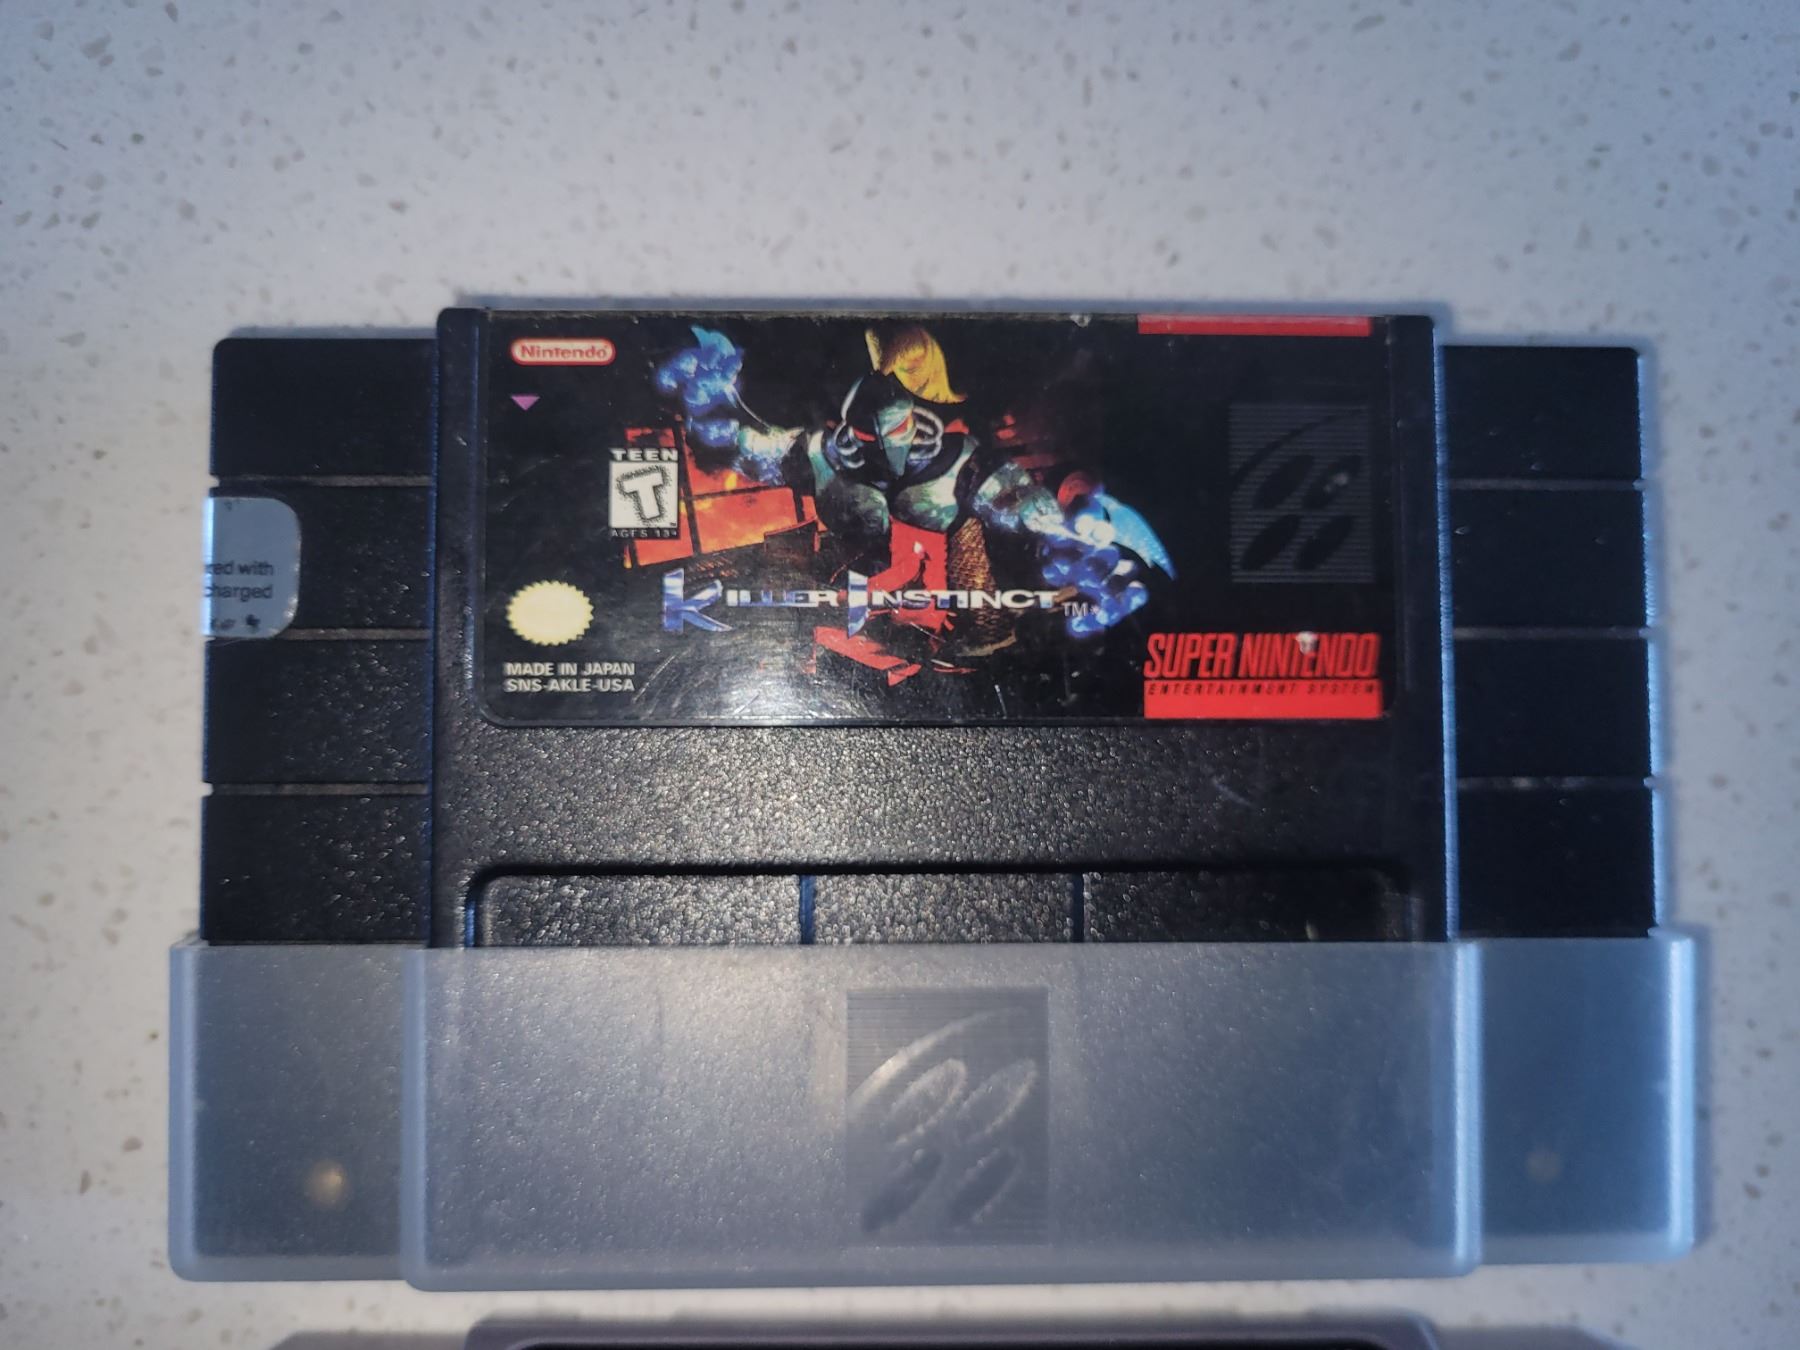 Nintendo
TEEN
T
AGES 13+
KILLER INSTINCT TM*
MADE IN JAPAN
SNS-AKLE-USA
SUPER NINTENDO
ENTERTAINMENT SYSTEM
red with
charged